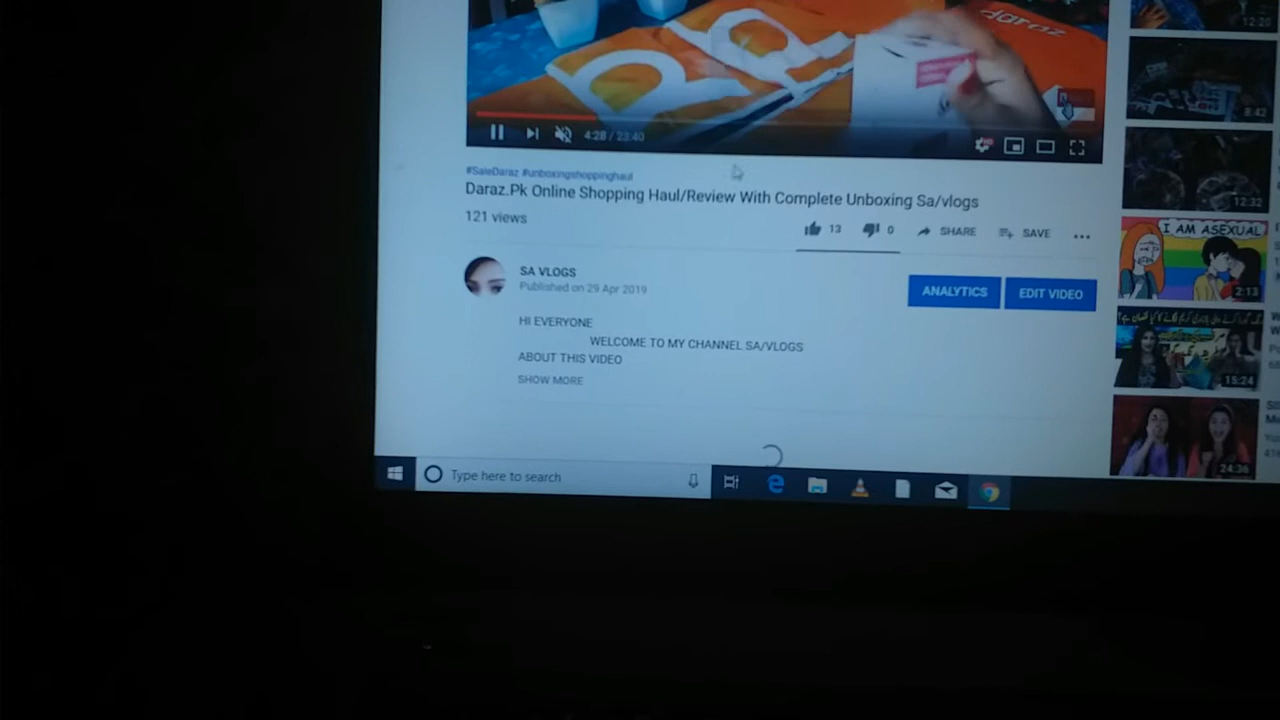 daraz
12:20
4:28 / 23:40
8:42
#SaleDaraz #unboxingshoppinghaul
Daraz.Pk Online Shopping Haul/Review With Complete Unboxing Sa/vlogs
12:32
121 views
13
0
SHARE
SAVE
I AM ASEXUAL
2:13
SA VLOGS
Published on 29 Apr 2019
ANALYTICS
EDIT VIDEO
HI EVERYONE
WELCOME TO MY CHANNEL SA/VLOGS
ABOUT THIS VIDEO
SHOW MORE
15:24
24:36
Type here to search